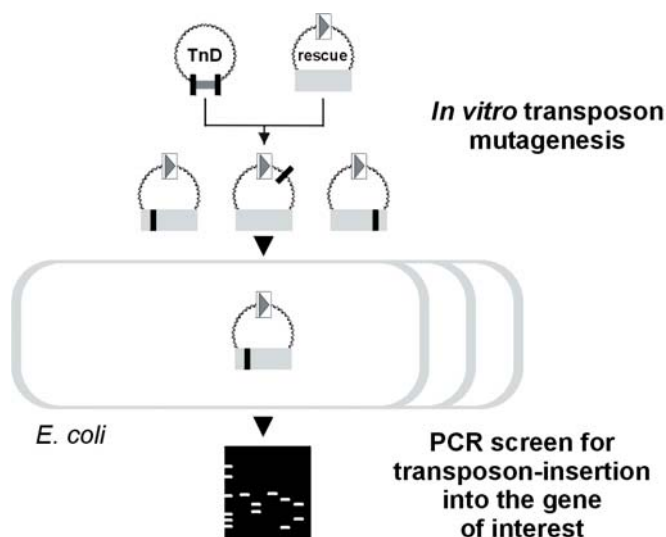 TnD
rescue
In vitro transposon
mutagenesis
E. coli
PCR screen for
transposon-insertion
into the gene
of interest